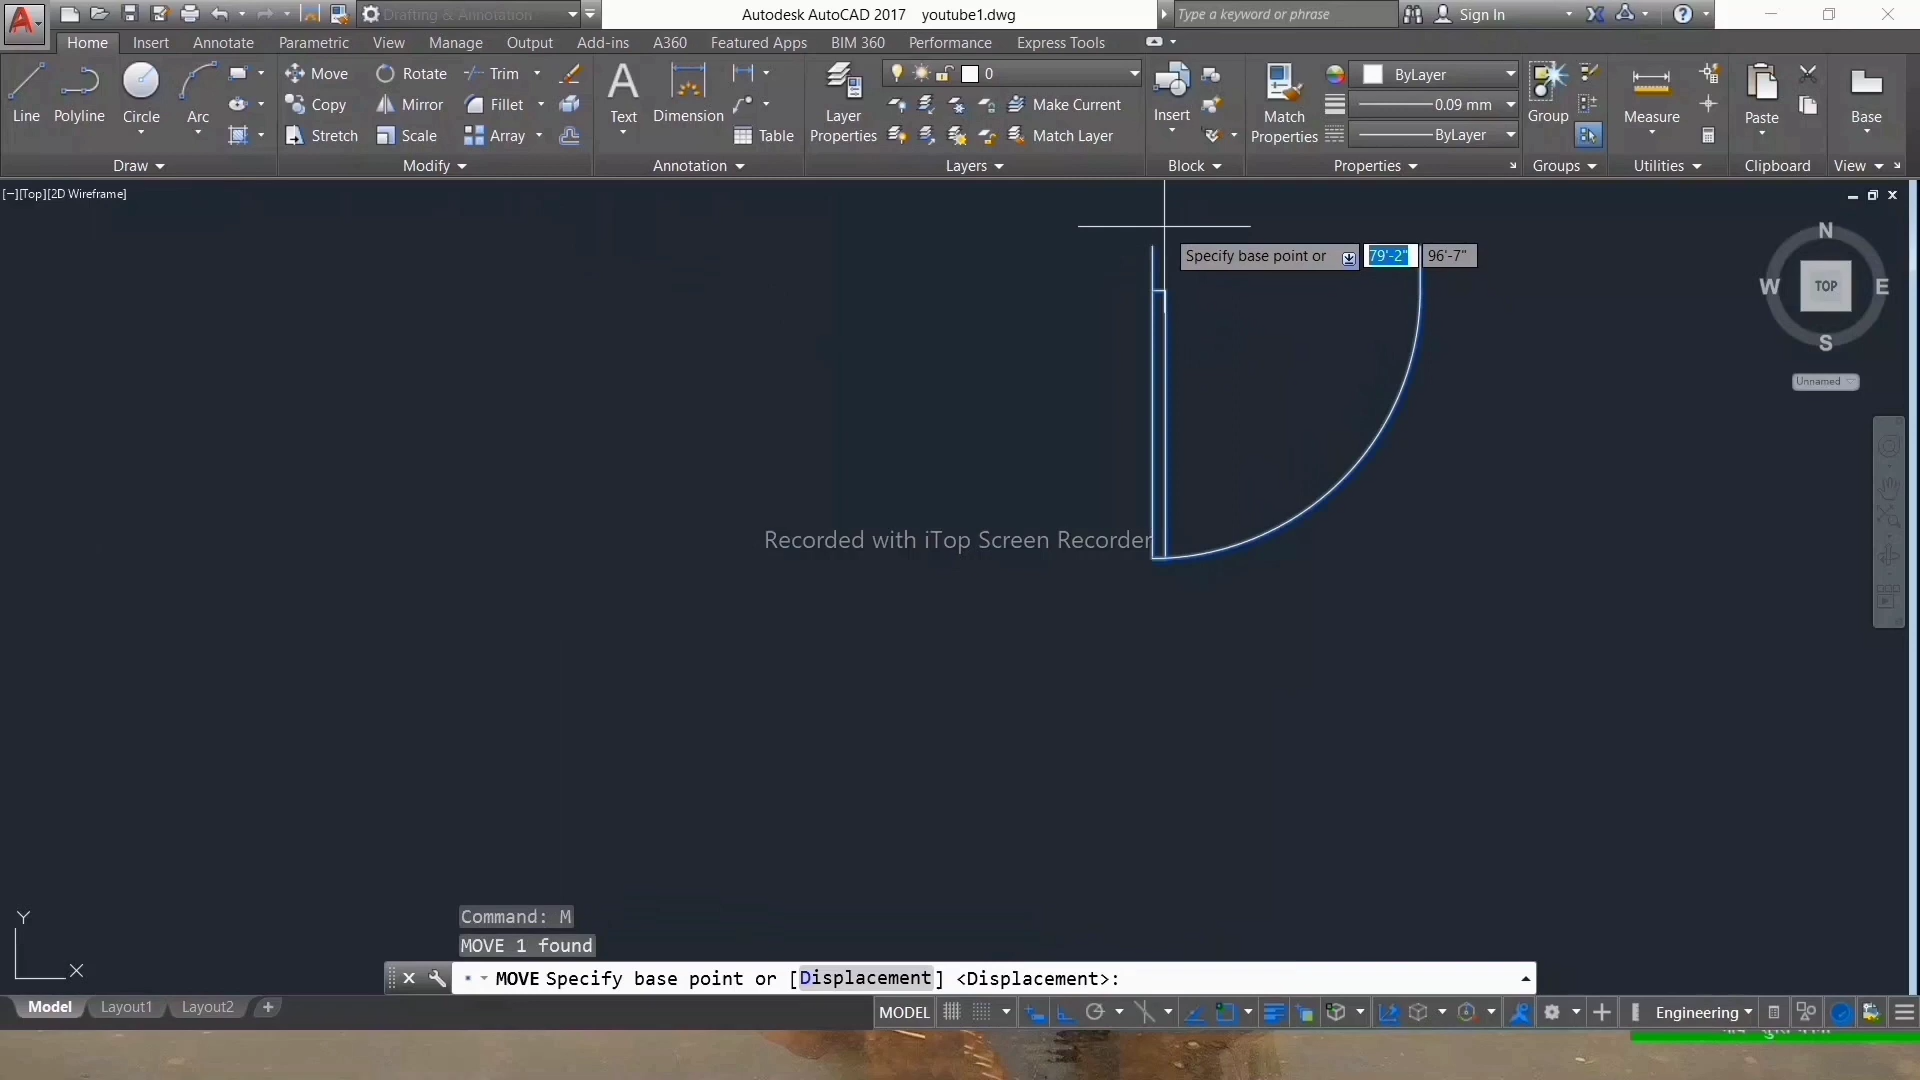 Drafting & Annotation
Autodesk AutoCAD 2017 youtube1.dwg
Type a keyword or phrase
Sign In
Home Insert Annotate Parametric View Manage Output Add-ins A360 Featured Apps BIM 360 Performance Express Tools
Line Polyline Circle Arc
Move Rotate Trim
Copy Mirror Fillet
Stretch Scale Array
Text Dimension Table
Layer Properties
0
Make Current
Match Layer
Insert
Match Properties
ByLayer
0.09 mm
ByLayer
Group Measure Paste Base
Draw Modify Annotation Layers Block Properties Groups Utilities Clipboard View
[−][Top][2D Wireframe]
Specify base point or 79'-2" 96'-7"
N
W TOP E
S
Unnamed
Recorded with iTop Screen Recorder
Y
X
Command: M
MOVE 1 found
MOVE Specify base point or [Displacement] <Displacement>:
Model Layout1 Layout2 +
MODEL
Engineering